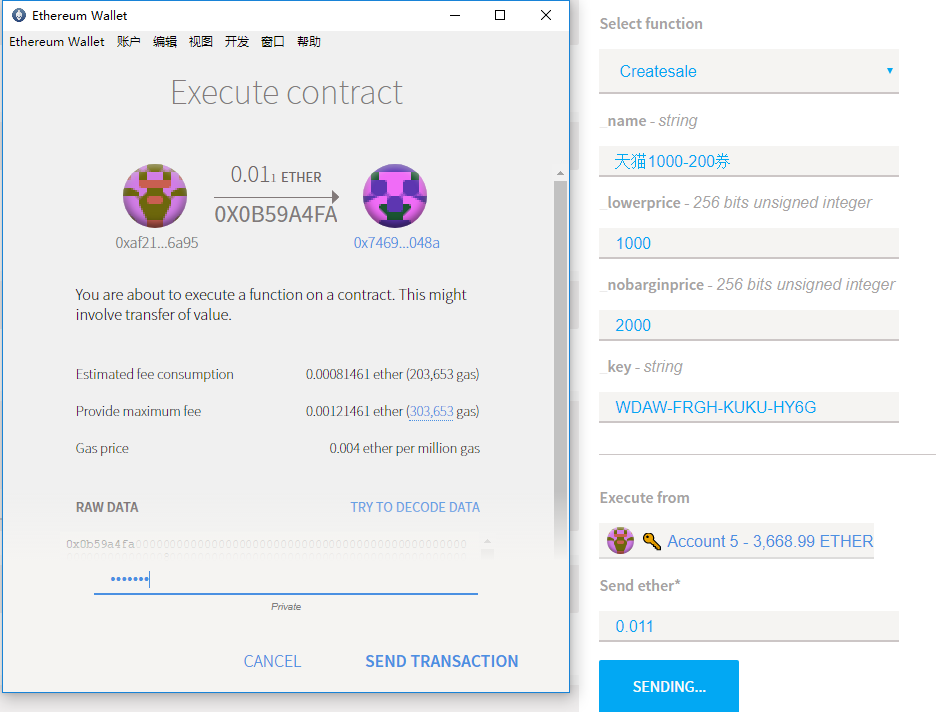 Ethereum Wallet
Ethereum Wallet 账户 编辑 视图 开发 窗口 帮助
Execute contract
0.011 ETHER
0X0B59A4FA
0xaf21...6a95
0x7469...048a
You are about to execute a function on a contract. This might
involve transfer of value.
Estimated fee consumption 0.00081461 ether (203,653 gas)
Provide maximum fee 0.00121461 ether (303,653 gas)
Gas price 0.004 ether per million gas
RAW DATA TRY TO DECODE DATA
•••••••
Private
CANCEL SEND TRANSACTION
Select function
Createsale
_name - string
天猫1000-200券
_lowerprice - 256 bits unsigned integer
1000
_nobarginprice - 256 bits unsigned integer
2000
_key - string
WDAW-FRGH-KUKU-HY6G
Execute from
Account 5 - 3,668.99 ETHER
Send ether*
0.011
SENDING...